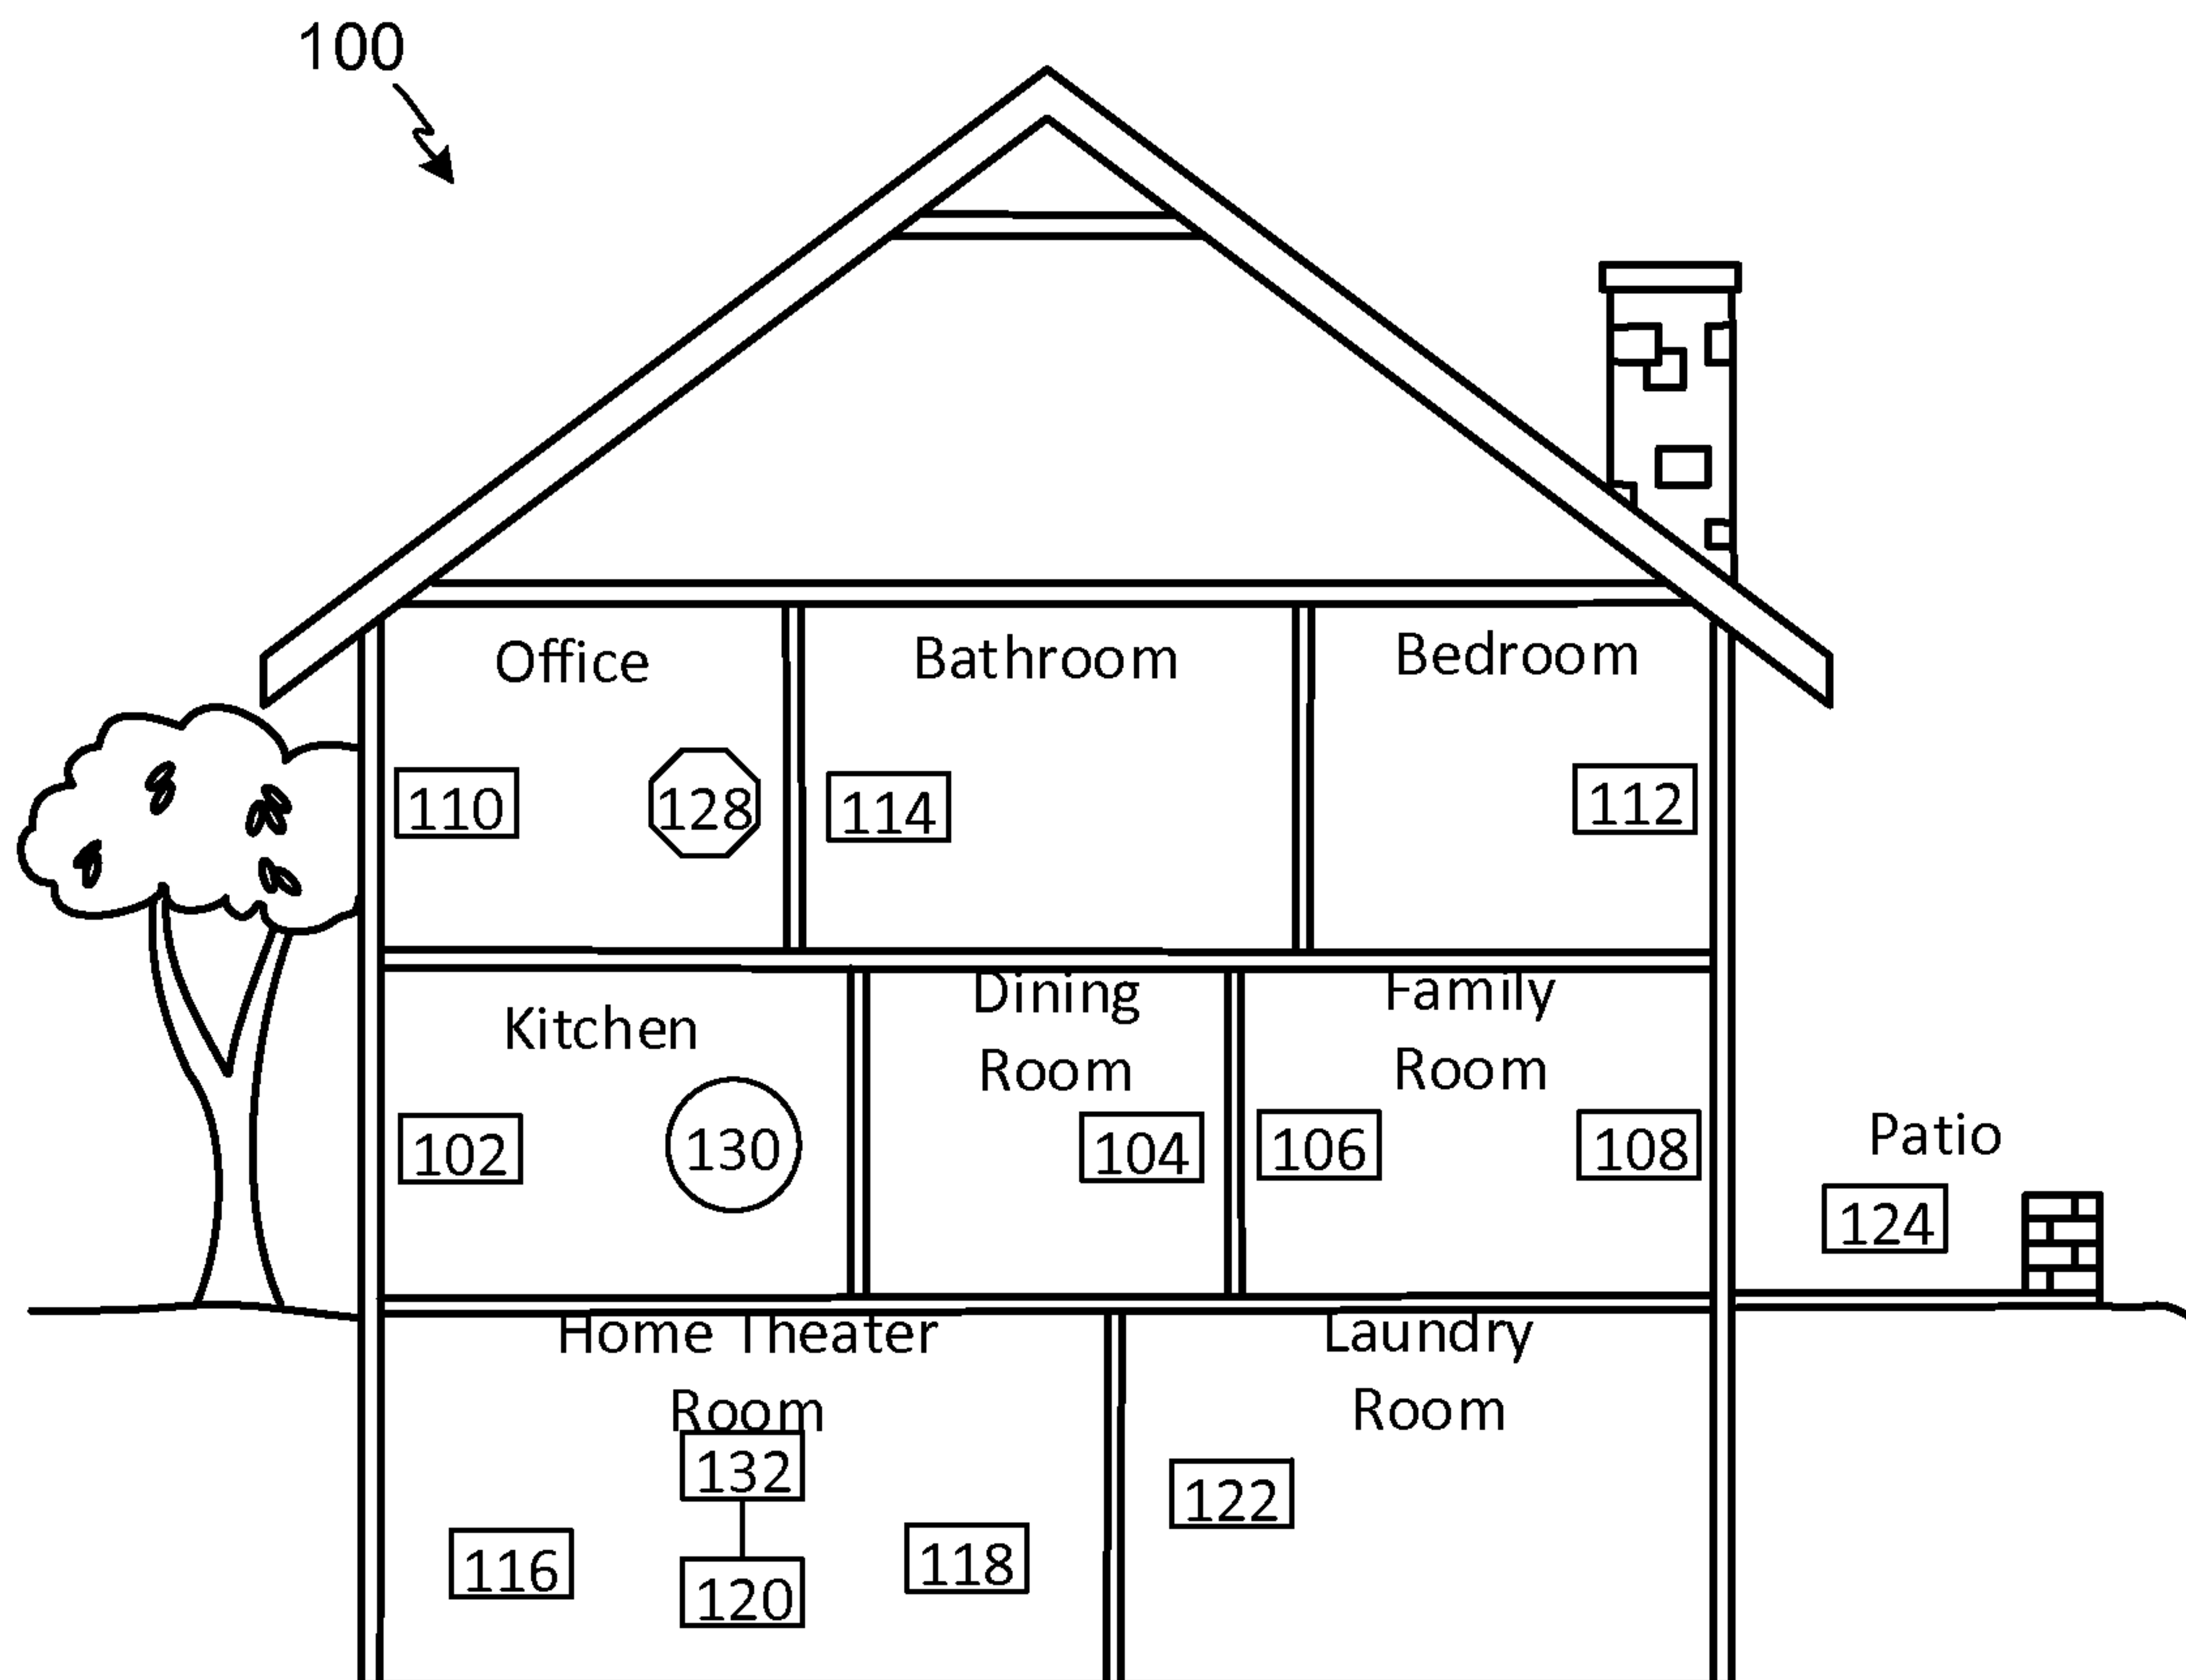 100
Office
Bathroom
Bedroom
110
128
114
112
Kitchen
Dining
Room
Family
Room
102
130
104
106
108
Patio
124
Home Theater
Room
Laundry
Room
132
122
116
120
118